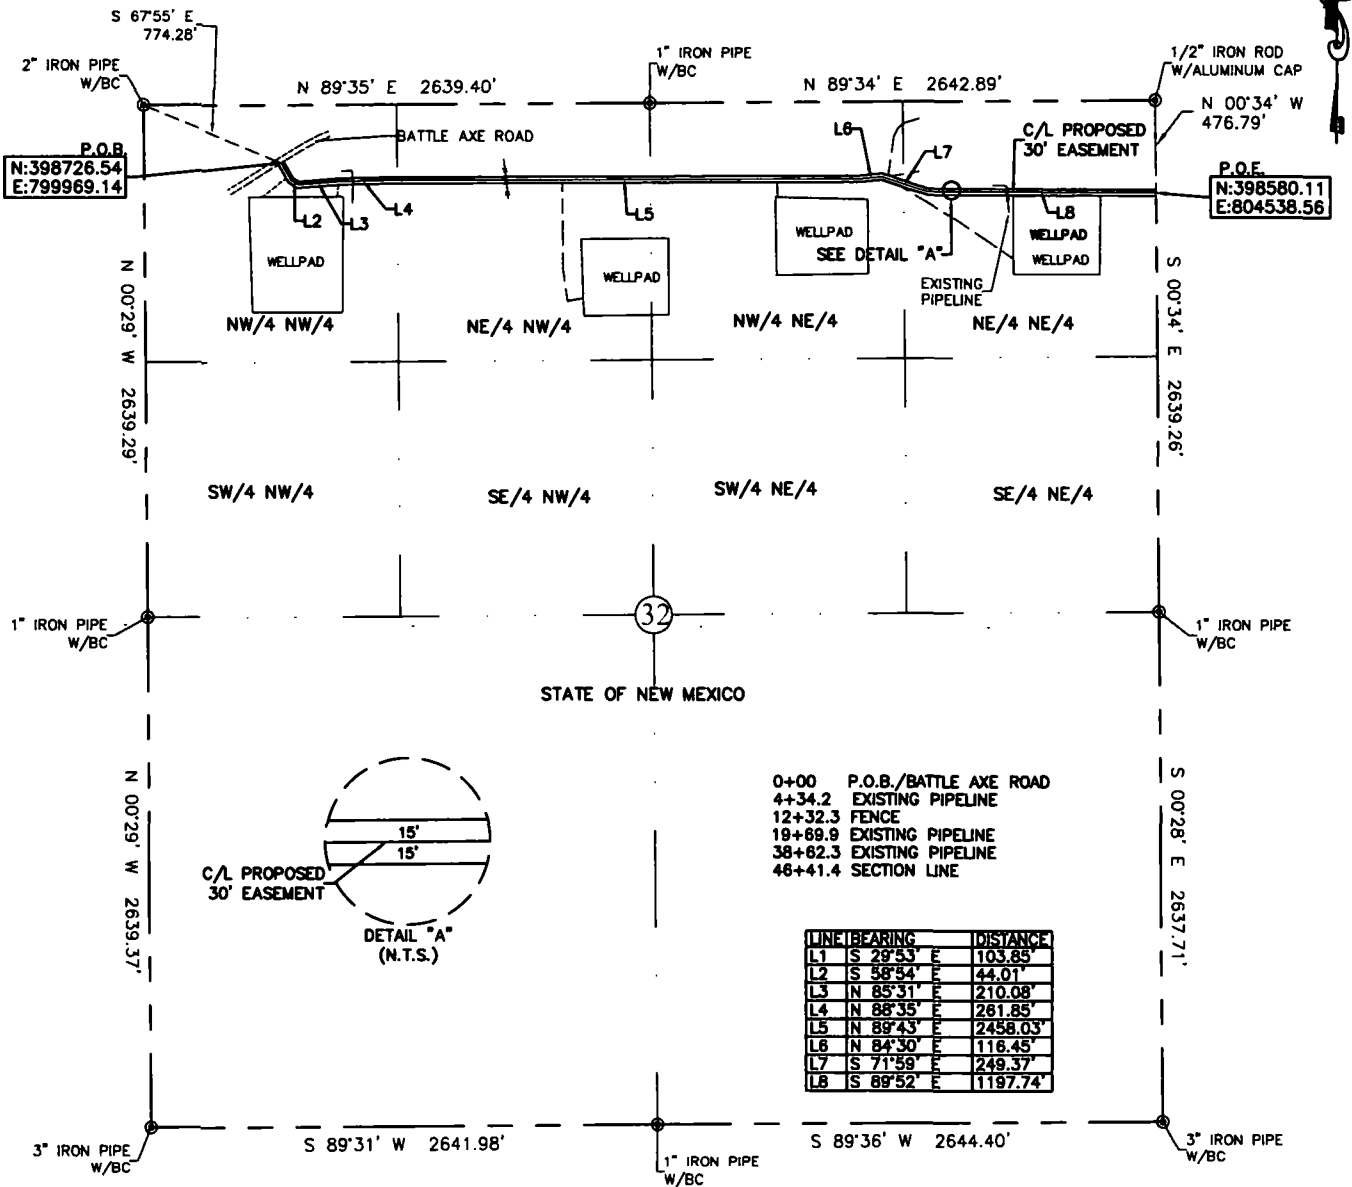 S 67°55' E
774.28'
2" IRON PIPE
W/BC
N 89°35' E 2639.40'
1" IRON PIPE
W/BC
N 89°34' E 2642.89'
1/2" IRON ROD
W/ALUMINUM CAP
N 00°34' W
476.79'
P.O.B.
N:398726.54
E:799969.14
BATTLE AXE ROAD
L6
L7
C/L PROPOSED
30' EASEMENT
P.O.E.
N:398580.11
E:804538.56
L2
L3
L4
L5
L8
WELLPAD
WELLPAD
WELLPAD
WELLPAD
WELLPAD
SEE DETAIL "A"
EXISTING
PIPELINE
NW/4 NW/4
NE/4 NW/4
NW/4 NE/4
NE/4 NE/4
N 00°29' W 2639.29'
S 00°34' E 2639.26'
SW/4 NW/4
SE/4 NW/4
SW/4 NE/4
SE/4 NE/4
1" IRON PIPE
W/BC
32
1" IRON PIPE
W/BC
STATE OF NEW MEXICO
N 00°29' W 2639.37'
S 00°28' E 2637.71'
0+00 P.O.B./BATTLE AXE ROAD
4+34.2 EXISTING PIPELINE
12+32.3 FENCE
19+69.9 EXISTING PIPELINE
38+62.3 EXISTING PIPELINE
46+41.4 SECTION LINE
15'
15'
C/L PROPOSED
30' EASEMENT
DETAIL "A"
(N.T.S.)
LINE BEARING DISTANCE
L1 S 29°53' E 103.85'
L2 S 58°54' E 44.01'
L3 N 85°31' E 210.08'
L4 N 88°35' E 261.85'
L5 N 89°43' E 2458.03'
L6 N 84°30' E 116.45'
L7 S 71°59' E 249.37'
L8 S 89°52' E 1197.74'
3" IRON PIPE
W/BC
S 89°31' W 2641.98'
1" IRON PIPE
W/BC
S 89°36' W 2644.40'
3" IRON PIPE
W/BC